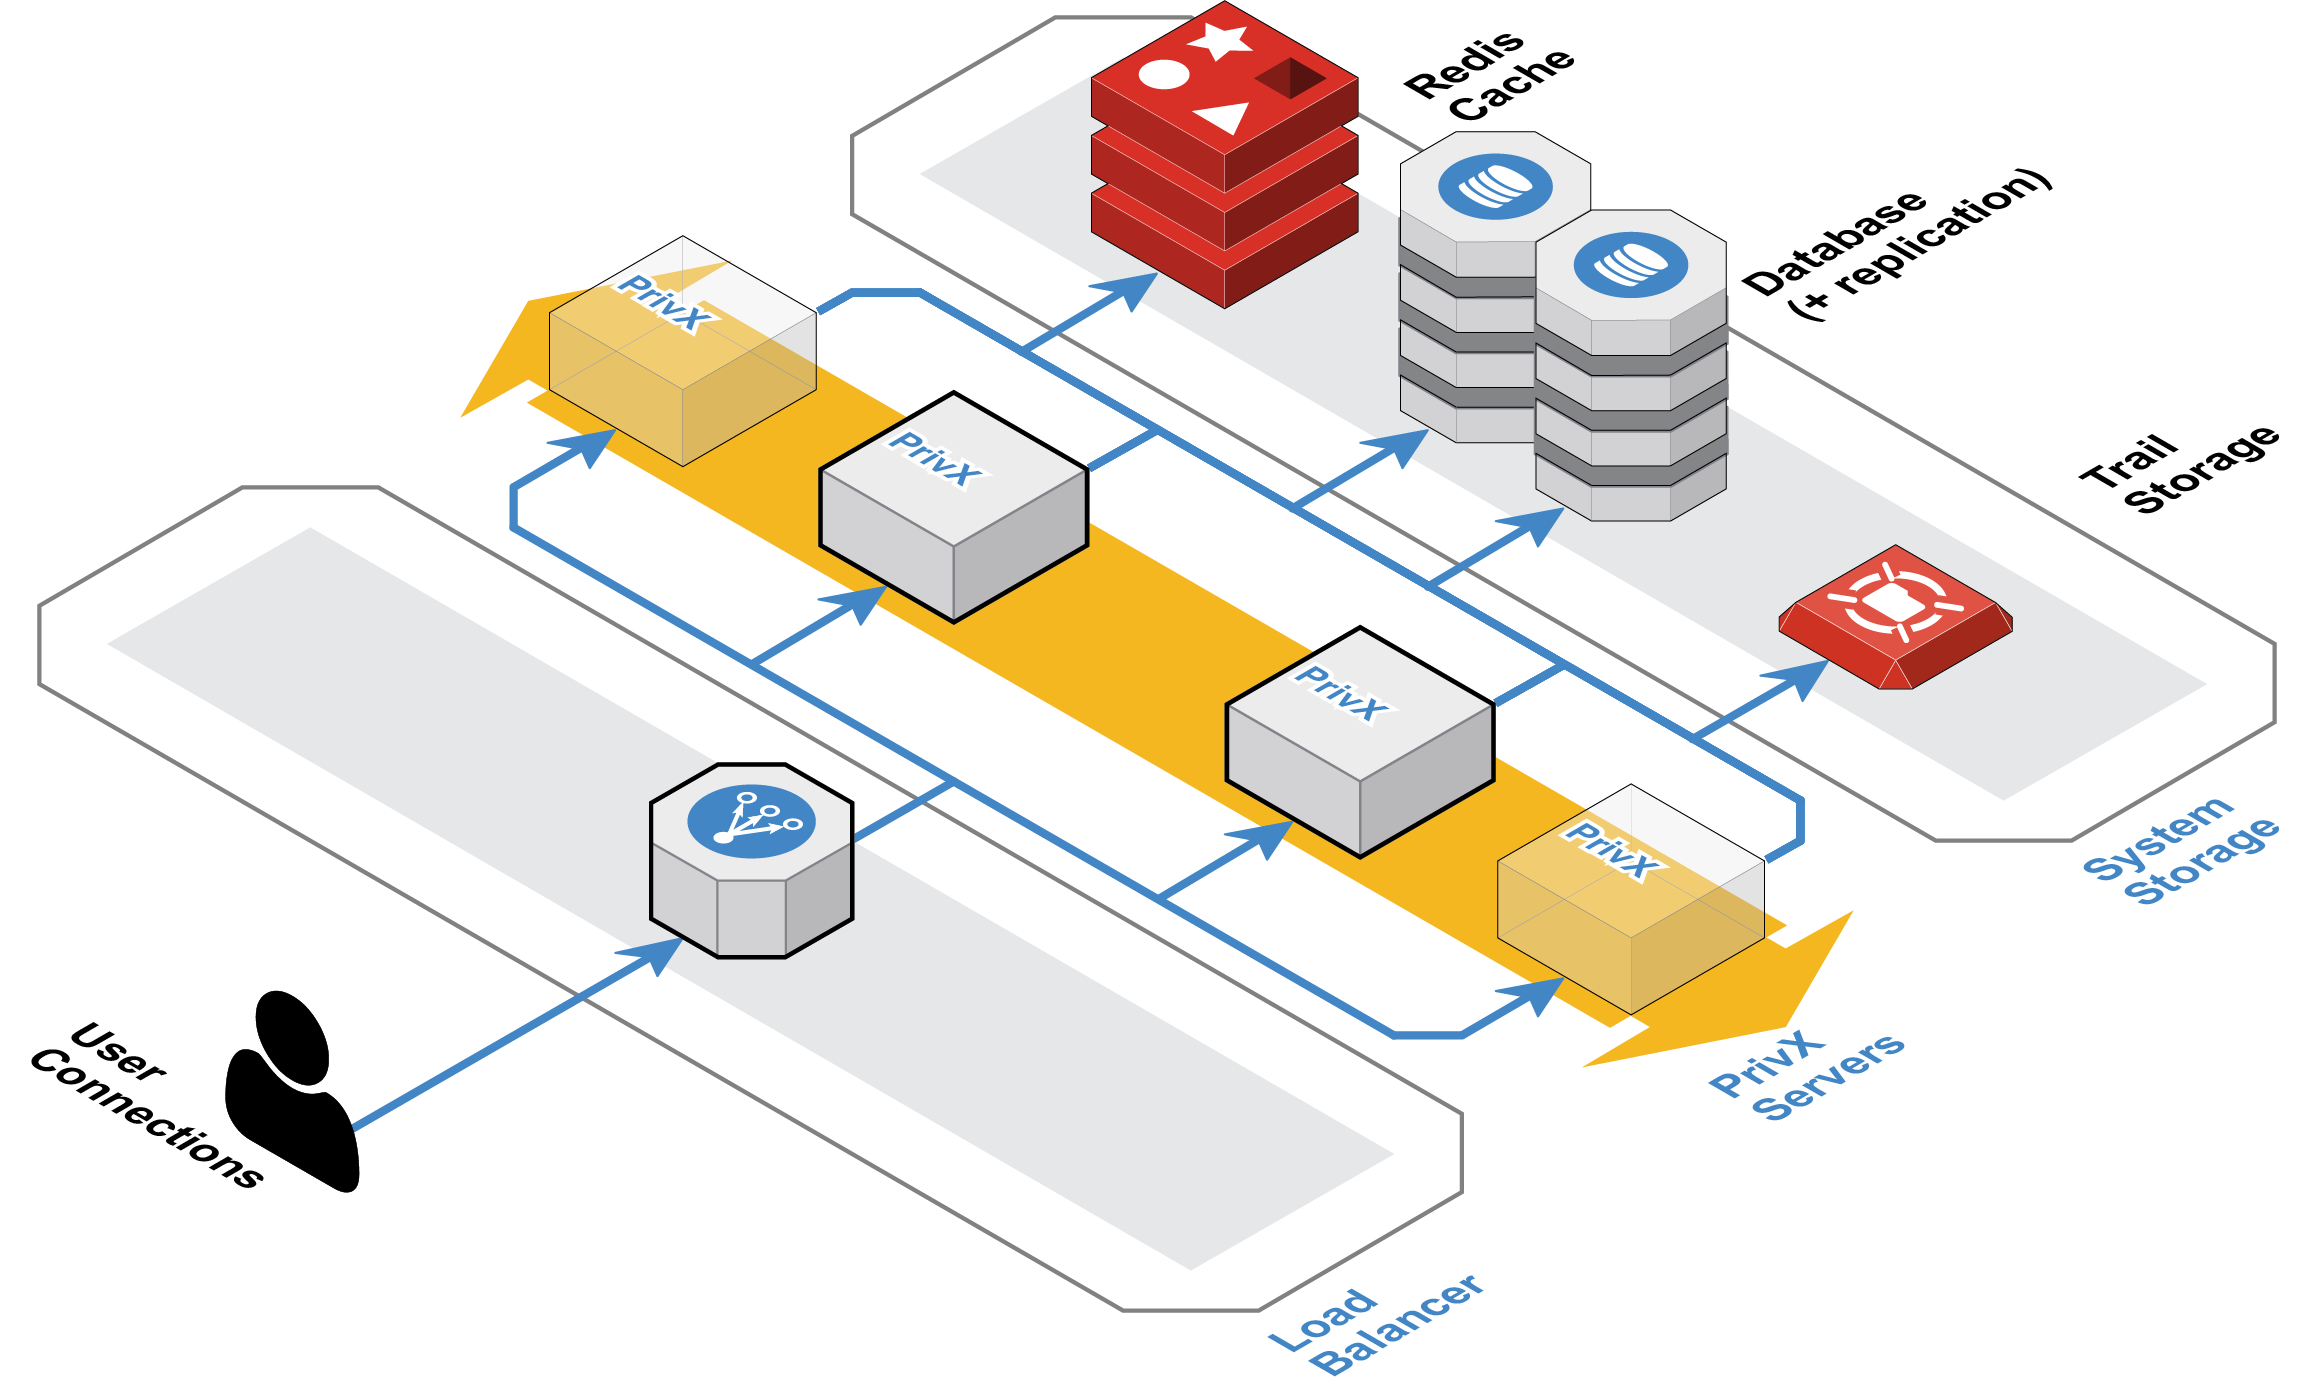 Redis
Cache
Database
(+ replication)
Trail
Storage
PrivX
PrivX
PrivX
PrivX
System
Storage
User
Connections
PrivX
Servers
Load
Balancer